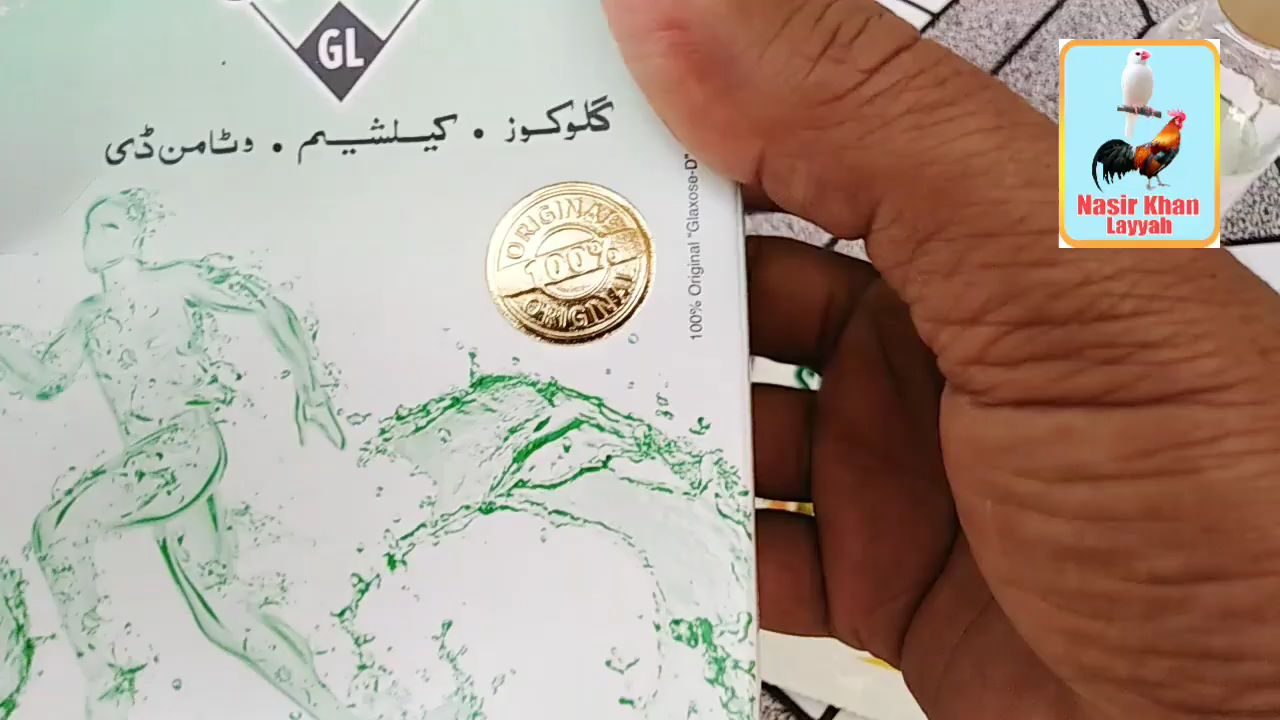 GL
گلوکوز • کیلشیم • وٹامن ڈی
ORIGINAL
100%
ORIGINAL
100% Original "Glaxose-D"
Nasir Khan
Layyah